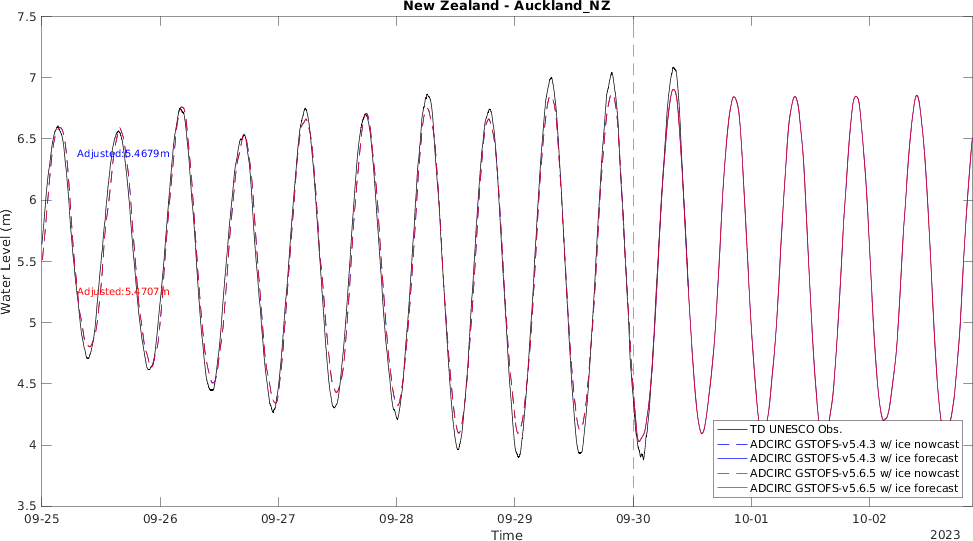 New Zealand - Auckland_NZ
7.5
7
6.5
6
5.5
5
4.5
4
3.5
Water Level (m)
Adjusted:5.4679m
Adjusted:5.4707m
TD UNESCO Obs.
ADCIRC GSTOFS-v5.4.3 w/ ice nowcast
ADCIRC GSTOFS-v5.4.3 w/ ice forecast
ADCIRC GSTOFS-v5.6.5 w/ ice nowcast
ADCIRC GSTOFS-v5.6.5 w/ ice forecast
09-25 09-26 09-27 09-28 09-29 09-30 10-01 10-02
Time
2023